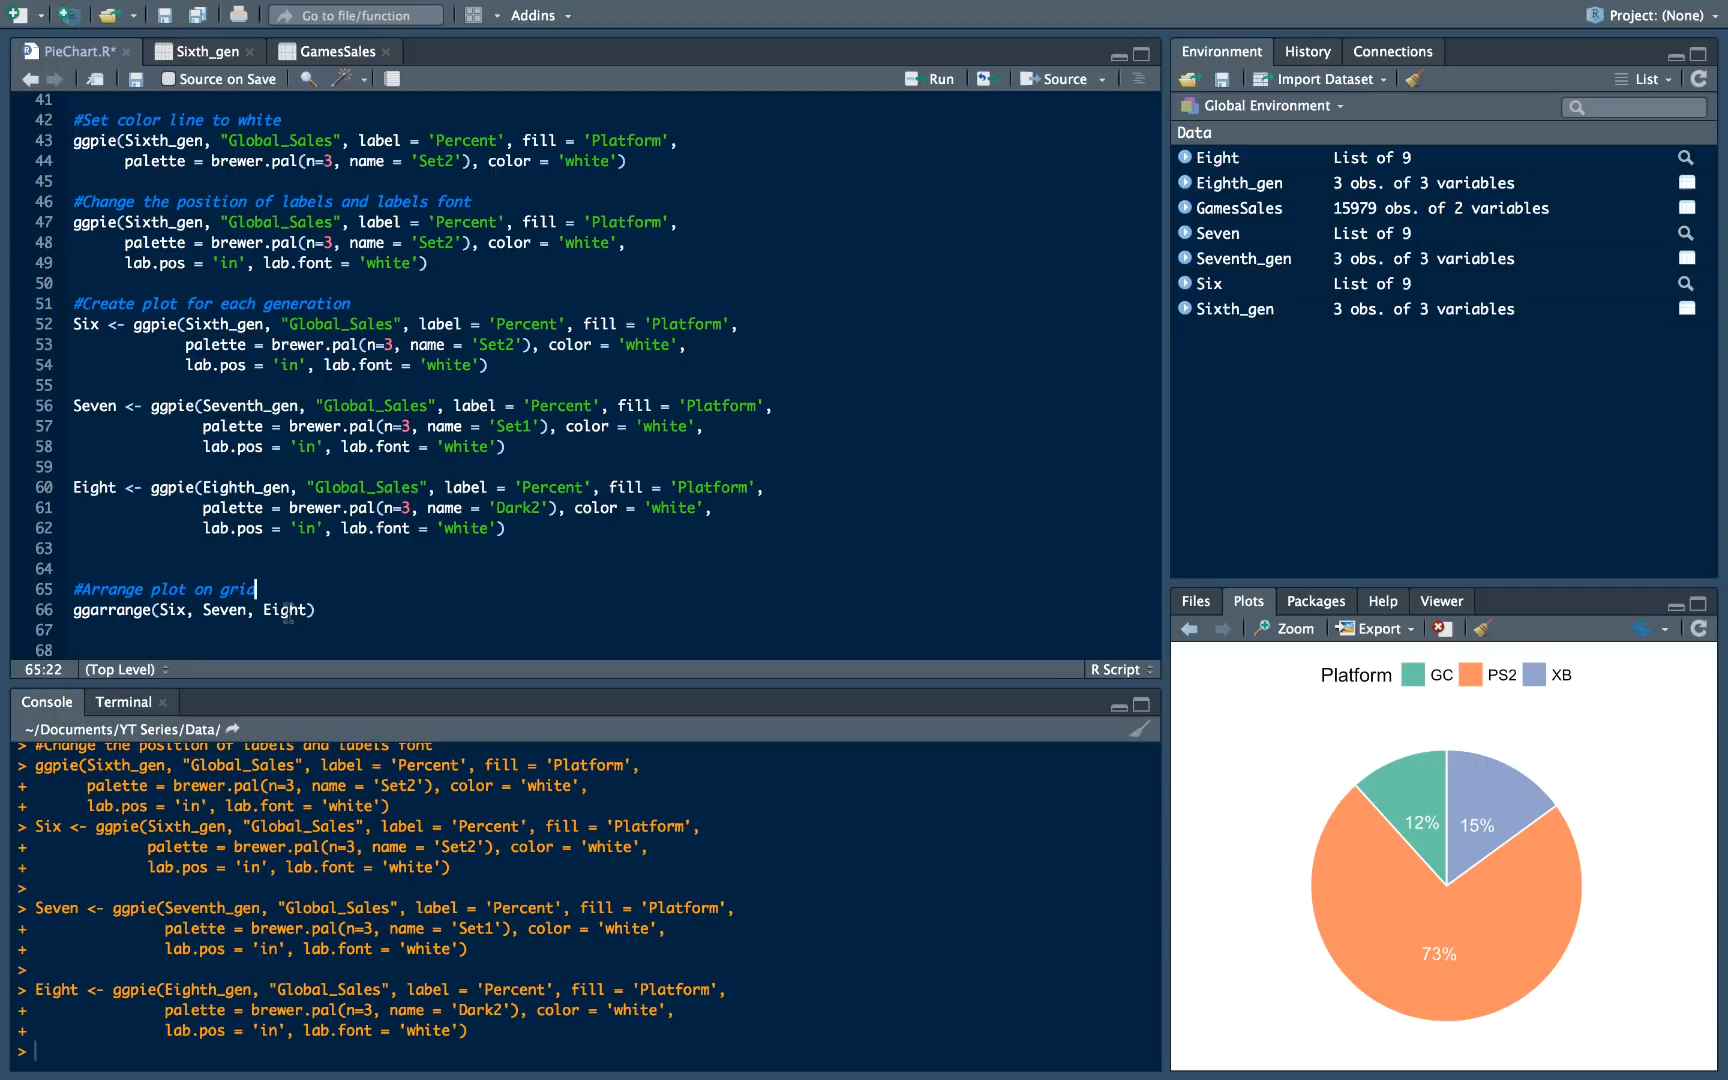 Go to file/function
Addins
Project: (None)
PieChart.R*
Sixth_gen
GamesSales
Source on Save
Run
Source
41
42 #Set color line to white
43 ggpie(Sixth_gen, "Global_Sales", label = 'Percent', fill = 'Platform',
44 palette = brewer.pal(n=3, name = 'Set2'), color = 'white')
45
46 #Change the position of labels and labels font
47 ggpie(Sixth_gen, "Global_Sales", label = 'Percent', fill = 'Platform',
48 palette = brewer.pal(n=3, name = 'Set2'), color = 'white',
49 lab.pos = 'in', lab.font = 'white')
50
51 #Create plot for each generation
52 Six <- ggpie(Sixth_gen, "Global_Sales", label = 'Percent', fill = 'Platform',
53 palette = brewer.pal(n=3, name = 'Set2'), color = 'white',
54 lab.pos = 'in', lab.font = 'white')
55
56 Seven <- ggpie(Seventh_gen, "Global_Sales", label = 'Percent', fill = 'Platform',
57 palette = brewer.pal(n=3, name = 'Set1'), color = 'white',
58 lab.pos = 'in', lab.font = 'white')
59
60 Eight <- ggpie(Eighth_gen, "Global_Sales", label = 'Percent', fill = 'Platform',
61 palette = brewer.pal(n=3, name = 'Dark2'), color = 'white',
62 lab.pos = 'in', lab.font = 'white')
63
64
65 #Arrange plot on grid
66 ggarrange(Six, Seven, Eight)
67
68
65:22 (Top Level) R Script
Console Terminal
~/Documents/YT Series/Data/
> #Change the position of labels and labels font
> ggpie(Sixth_gen, "Global_Sales", label = 'Percent', fill = 'Platform',
+ palette = brewer.pal(n=3, name = 'Set2'), color = 'white',
+ lab.pos = 'in', lab.font = 'white')
> Six <- ggpie(Sixth_gen, "Global_Sales", label = 'Percent', fill = 'Platform',
+ palette = brewer.pal(n=3, name = 'Set2'), color = 'white',
+ lab.pos = 'in', lab.font = 'white')
>
> Seven <- ggpie(Seventh_gen, "Global_Sales", label = 'Percent', fill = 'Platform',
+ palette = brewer.pal(n=3, name = 'Set1'), color = 'white',
+ lab.pos = 'in', lab.font = 'white')
>
> Eight <- ggpie(Eighth_gen, "Global_Sales", label = 'Percent', fill = 'Platform',
+ palette = brewer.pal(n=3, name = 'Dark2'), color = 'white',
+ lab.pos = 'in', lab.font = 'white')
>
Environment History Connections
Import Dataset
List
Global Environment
Data
Eight List of 9
Eighth_gen 3 obs. of 3 variables
GamesSales 15979 obs. of 2 variables
Seven List of 9
Seventh_gen 3 obs. of 3 variables
Six List of 9
Sixth_gen 3 obs. of 3 variables
Files Plots Packages Help Viewer
Zoom Export
Platform GC PS2 XB
12% 15%
73%